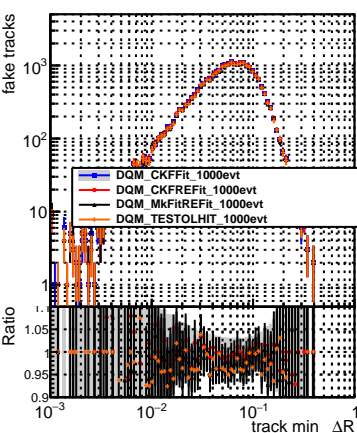 fake tracks
10³
10²
10
1
DQM_CKFFit_1000evt
DQM_CKFREFit_1000evt
DQM_MkFitREFit_1000evt
DQM_TESTOLHIT_1000evt
Ratio
1.05
1
0.95
0.9
10⁻³
10⁻²
10⁻¹
1
track min ΔR